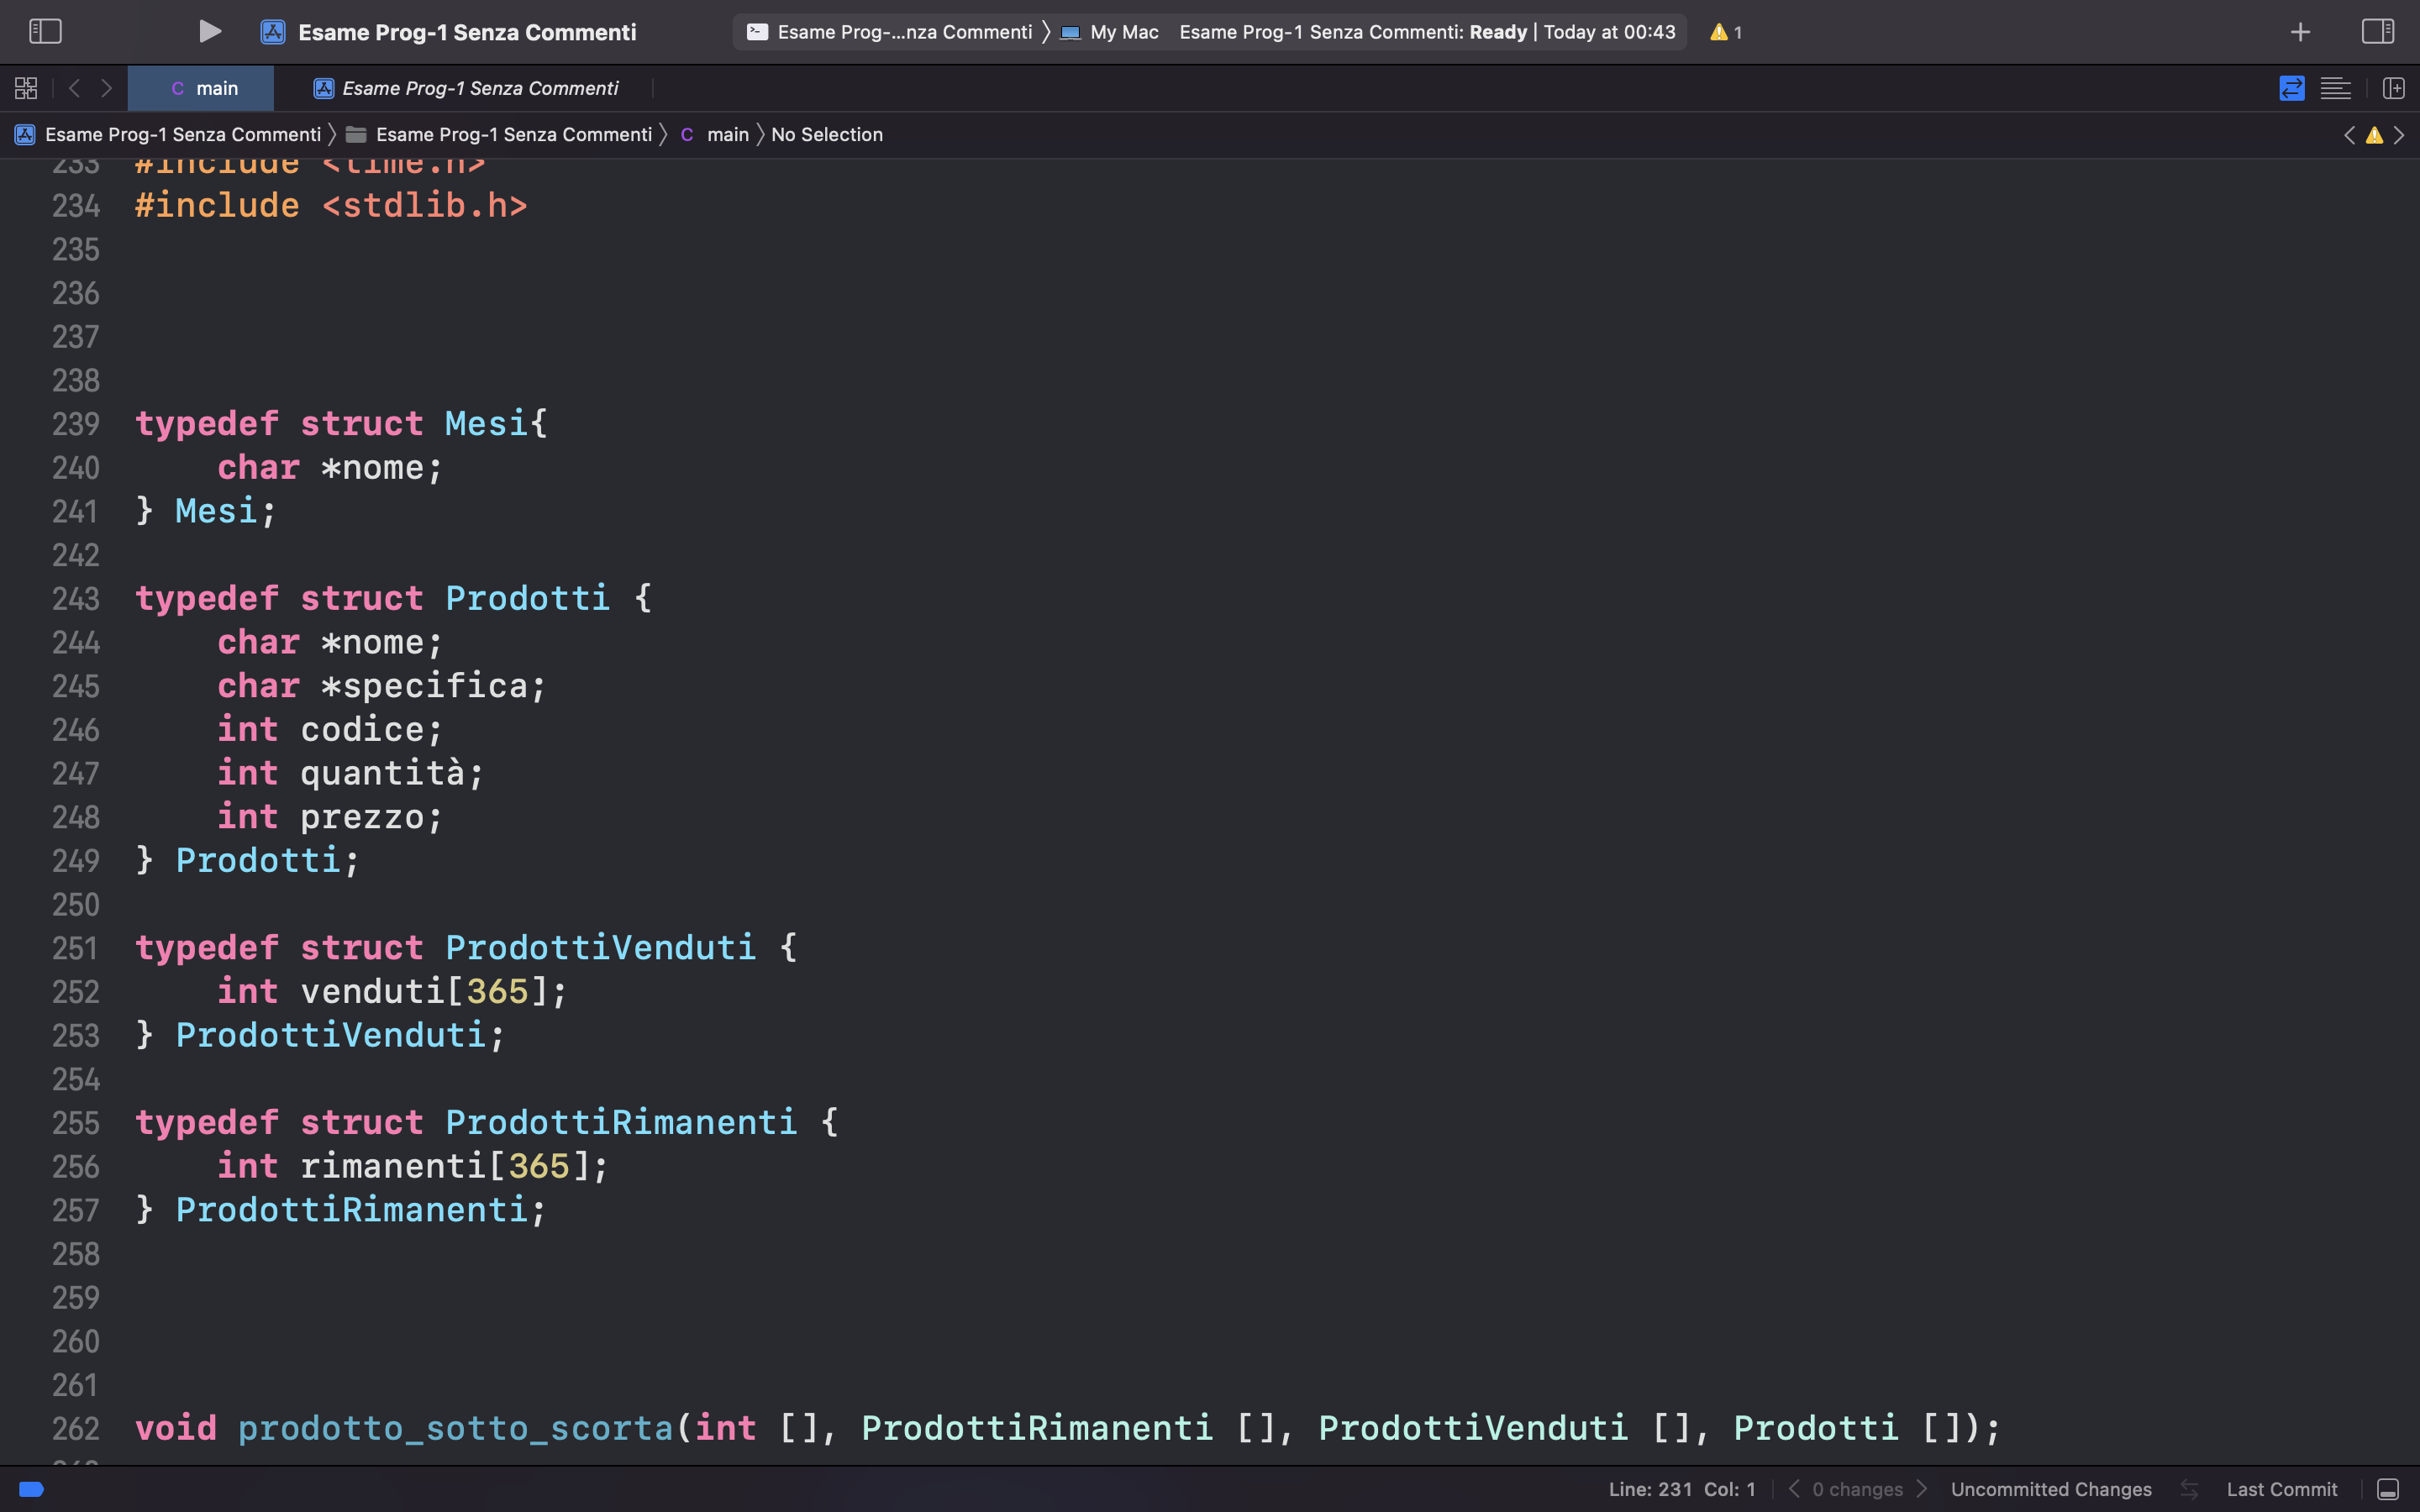 Esame Prog-1 Senza Commenti
Esame Prog-...nza Commenti 〉 My Mac Esame Prog-1 Senza Commenti: Ready | Today at 00:43 1
C main Esame Prog-1 Senza Commenti
Esame Prog-1 Senza Commenti 〉 Esame Prog-1 Senza Commenti 〉 C main 〉 No Selection
233 #include <time.h>
234 #include <stdlib.h>
235
236
237
238
239 typedef struct Mesi{
240 char *nome;
241 } Mesi;
242
243 typedef struct Prodotti {
244 char *nome;
245 char *specifica;
246 int codice;
247 int quantità;
248 int prezzo;
249 } Prodotti;
250
251 typedef struct ProdottiVenduti {
252 int venduti[365];
253 } ProdottiVenduti;
254
255 typedef struct ProdottiRimanenti {
256 int rimanenti[365];
257 } ProdottiRimanenti;
258
259
260
261
262 void prodotto_sotto_scorta(int [], ProdottiRimanenti [], ProdottiVenduti [], Prodotti []);
Line: 231 Col: 1 0 changes Uncommitted Changes Last Commit